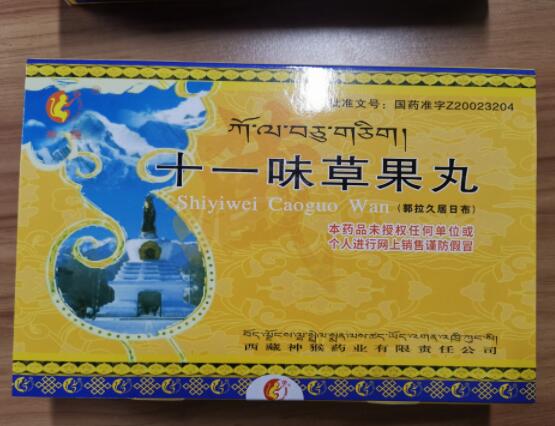 批准文号：国药准字Z20023204
ཀོ་ལ་བཅུ་གཅིག།
十一味草果丸
Shiyiwei Caoguo Wan（郭拉久居日布）
本药品未授权任何单位或
个人进行网上销售谨防假冒
西藏神猴药业有限责任公司